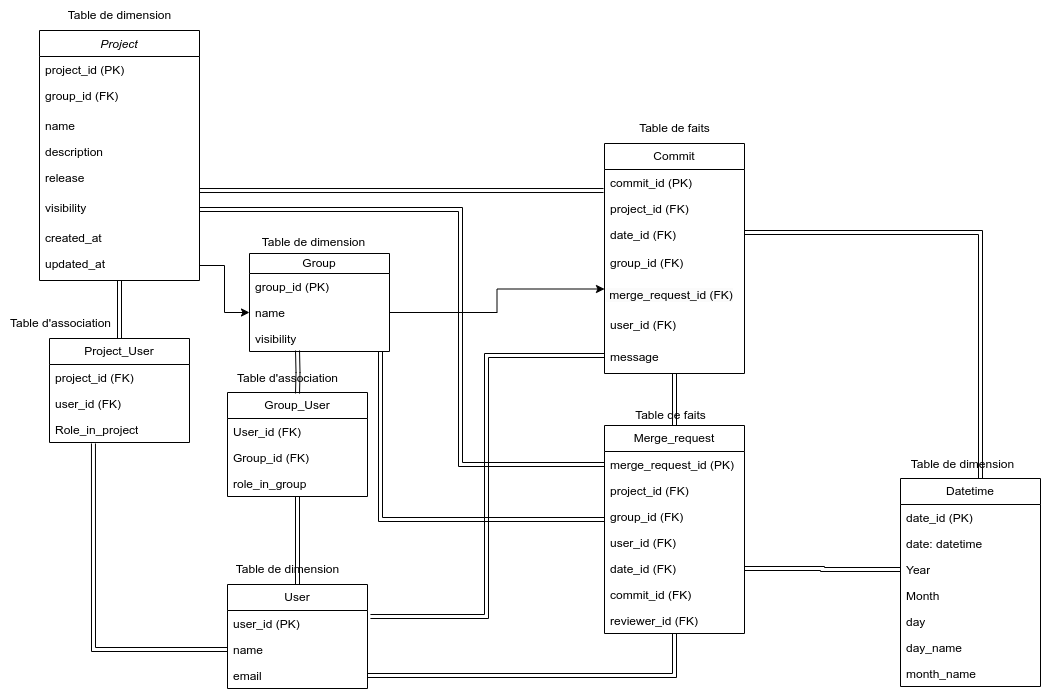 Table de dimension
Project
project_id (PK)
group_id (FK)
name
description
release
visibility
created_at
updated_at
Table d'association
Project_User
project_id (FK)
user_id (FK)
Role_in_project
Table de dimension
Group
group_id (PK)
name
visibility
Table d'association
Group_User
User_id (FK)
Group_id (FK)
role_in_group
Table de dimension
User
user_id (PK)
name
email
Table de faits
Commit
commit_id (PK)
project_id (FK)
date_id (FK)
group_id (FK)
merge_request_id (FK)
user_id (FK)
message
Table de faits
Merge_request
merge_request_id (PK)
project_id (FK)
group_id (FK)
user_id (FK)
date_id (FK)
commit_id (FK)
reviewer_id (FK)
Table de dimension
Datetime
date_id (PK)
date: datetime
Year
Month
day
day_name
month_name